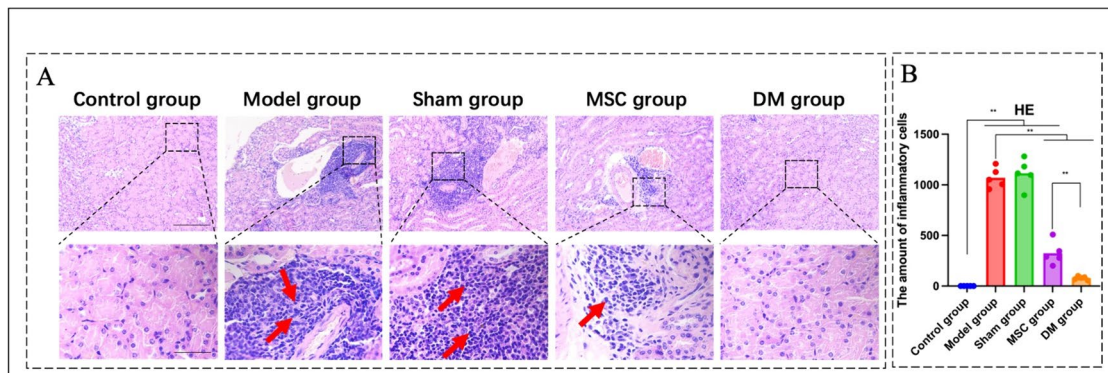 A
Control group
Model group
Sham group
MSC group
DM group
B
HE
**
**
**
The amount of inflammatory cells
1500
1000
500
0
Control group
Model group
Sham group
MSC group
DM group